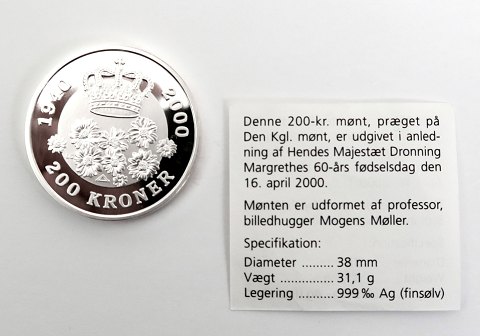 1940 2000
200 KRONER
Denne 200-kr. mønt, præget på
Den Kgl. mønt, er udgivet i anled-
ning af Hendes Majestæt Dronning
Margrethes 60-års fødselsdag den
16. april 2000.
Mønten er udformet af professor,
billedhugger Mogens Møller.
Specifikation:
Diameter ......... 38 mm
Vægt .............. 31,1 g
Legering ......... 999 ‰ Ag (finsølv)